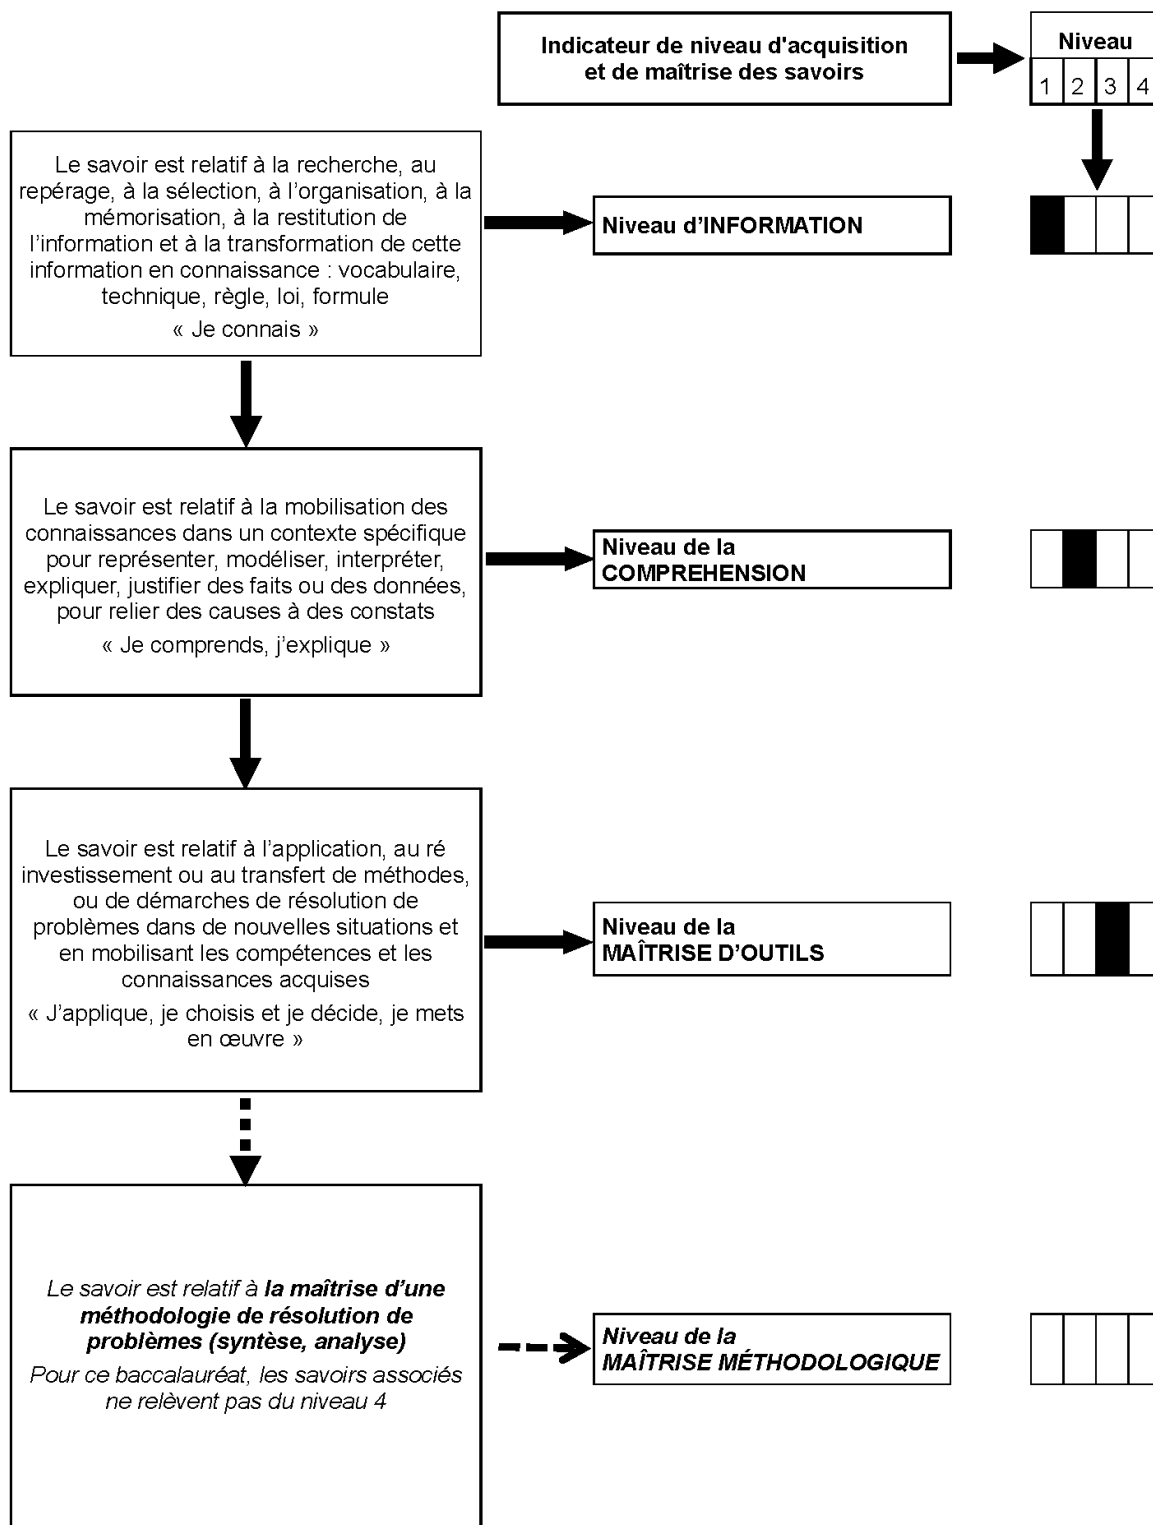 Indicateur de niveau d'acquisition
et de maîtrise des savoirs
Niveau
1 2 3 4
Le savoir est relatif à la recherche, au
repérage, à la sélection, à l’organisation, à la
mémorisation, à la restitution de
l’information et à la transformation de cette
information en connaissance : vocabulaire,
technique, règle, loi, formule
« Je connais »
Niveau d’INFORMATION
Le savoir est relatif à la mobilisation des
connaissances dans un contexte spécifique
pour représenter, modéliser, interpréter,
expliquer, justifier des faits ou des données,
pour relier des causes à des constats
« Je comprends, j’explique »
Niveau de la
COMPREHENSION
Le savoir est relatif à l’application, au ré
investissement ou au transfert de méthodes,
ou de démarches de résolution de
problèmes dans de nouvelles situations et
en mobilisant les compétences et les
connaissances acquises
« J’applique, je choisis et je décide, je mets
en œuvre »
Niveau de la
MAÎTRISE D’OUTILS
Le savoir est relatif à la maîtrise d’une
méthodologie de résolution de
problèmes (syntèse, analyse)
Pour ce baccalauréat, les savoirs associés
ne relèvent pas du niveau 4
Niveau de la
MAÎTRISE MÉTHODOLOGIQUE